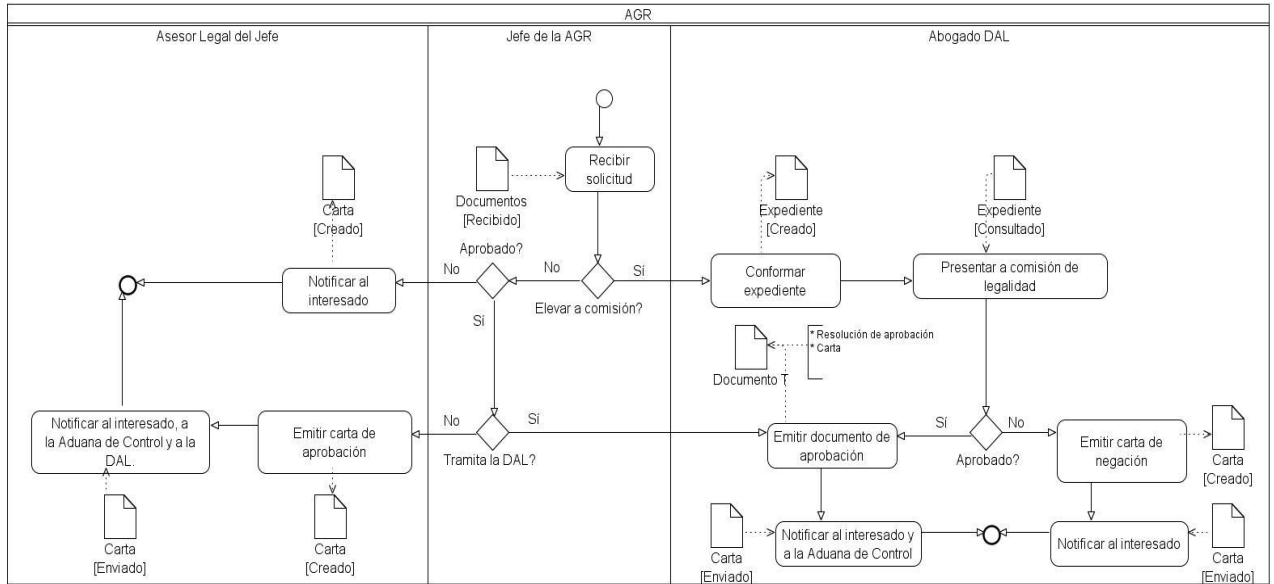 AGR
Asesor Legal del Jefe
Jefe de la AGR
Abogado DAL
Recibir
solicitud
Documentos
[Recibido]
Carta
[Creado]
Expediente
[Creado]
Expediente
[Consultado]
Aprobado?
No
No
Sí
Notificar al
interesado
Elevar a comisión?
Conformar
expediente
Presentar a comisión de
legalidad
Sí
* Resolución de aprobación
* Carta
Documento T
Notificar al interesado, a
la Aduana de Control y a la
DAL.
Emitir carta de
aprobación
No
Sí
Tramita la DAL?
Emitir documento de
aprobación
Sí
No
Aprobado?
Emitir carta de
negación
Carta
[Creado]
Carta
[Enviado]
Carta
[Creado]
Carta
[Enviado]
Notificar al interesado y
a la Aduana de Control
Notificar al interesado
Carta
[Enviado]